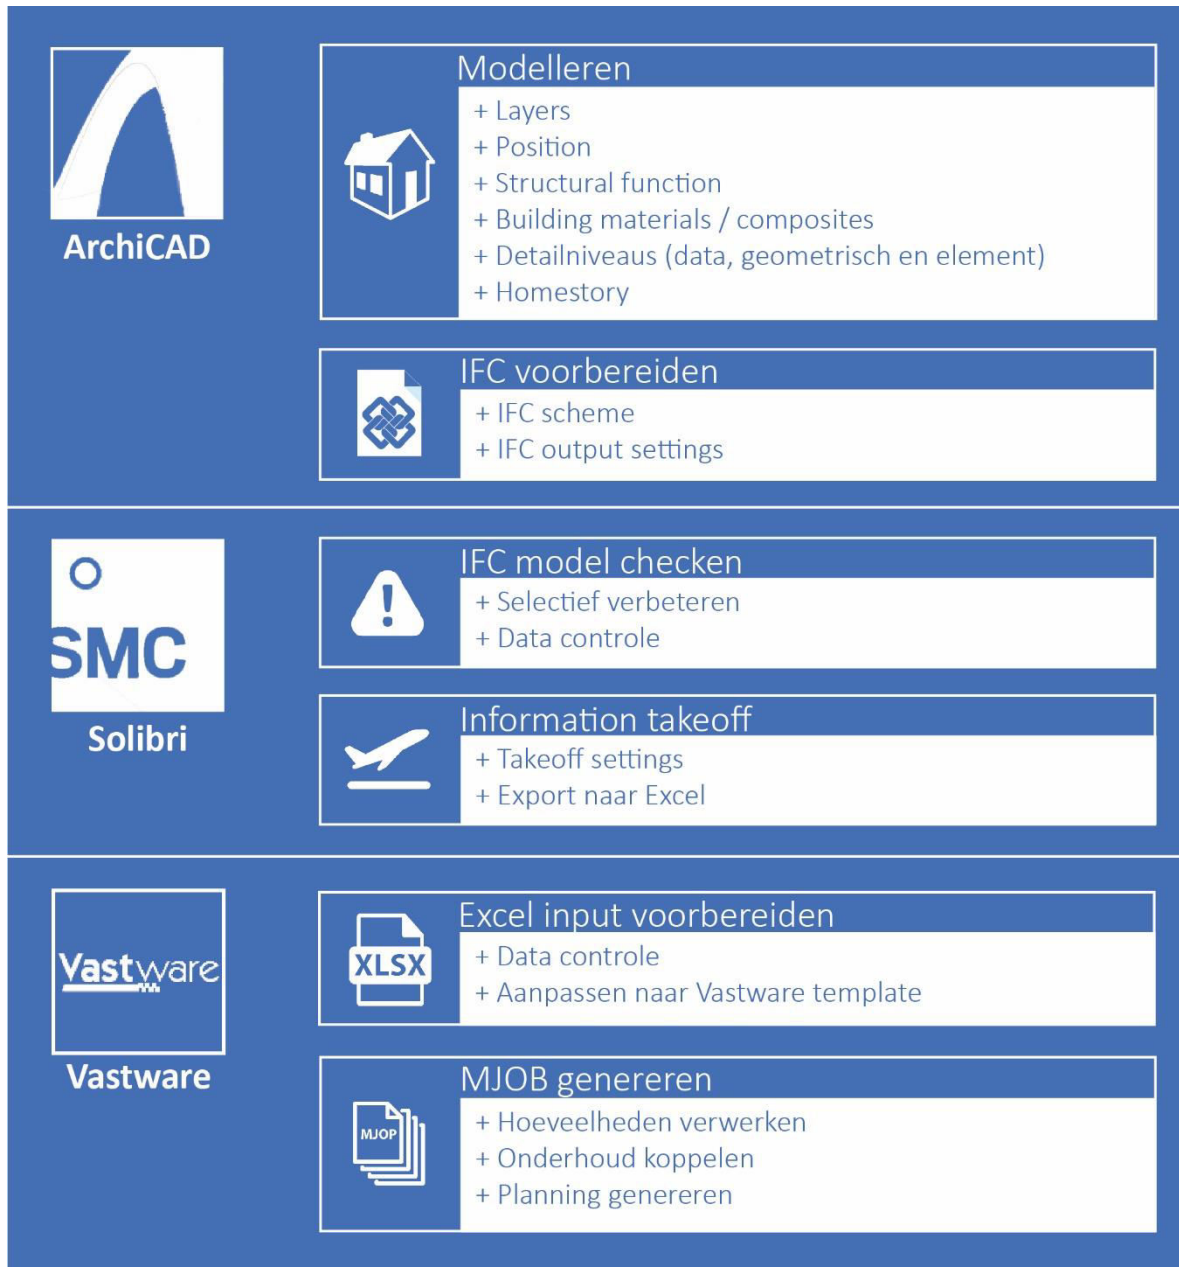 ArchiCAD
Modelleren
+ Layers
+ Position
+ Structural function
+ Building materials / composites
+ Detailniveaus (data, geometrisch en element)
+ Homestory
IFC voorbereiden
+ IFC scheme
+ IFC output settings
SMC
Solibri
IFC model checken
+ Selectief verbeteren
+ Data controle
Information takeoff
+ Takeoff settings
+ Export naar Excel
Vastware
Vastware
XLSX
Excel input voorbereiden
+ Data controle
+ Aanpassen naar Vastware template
MJOP
MJOB genereren
+ Hoeveelheden verwerken
+ Onderhoud koppelen
+ Planning genereren